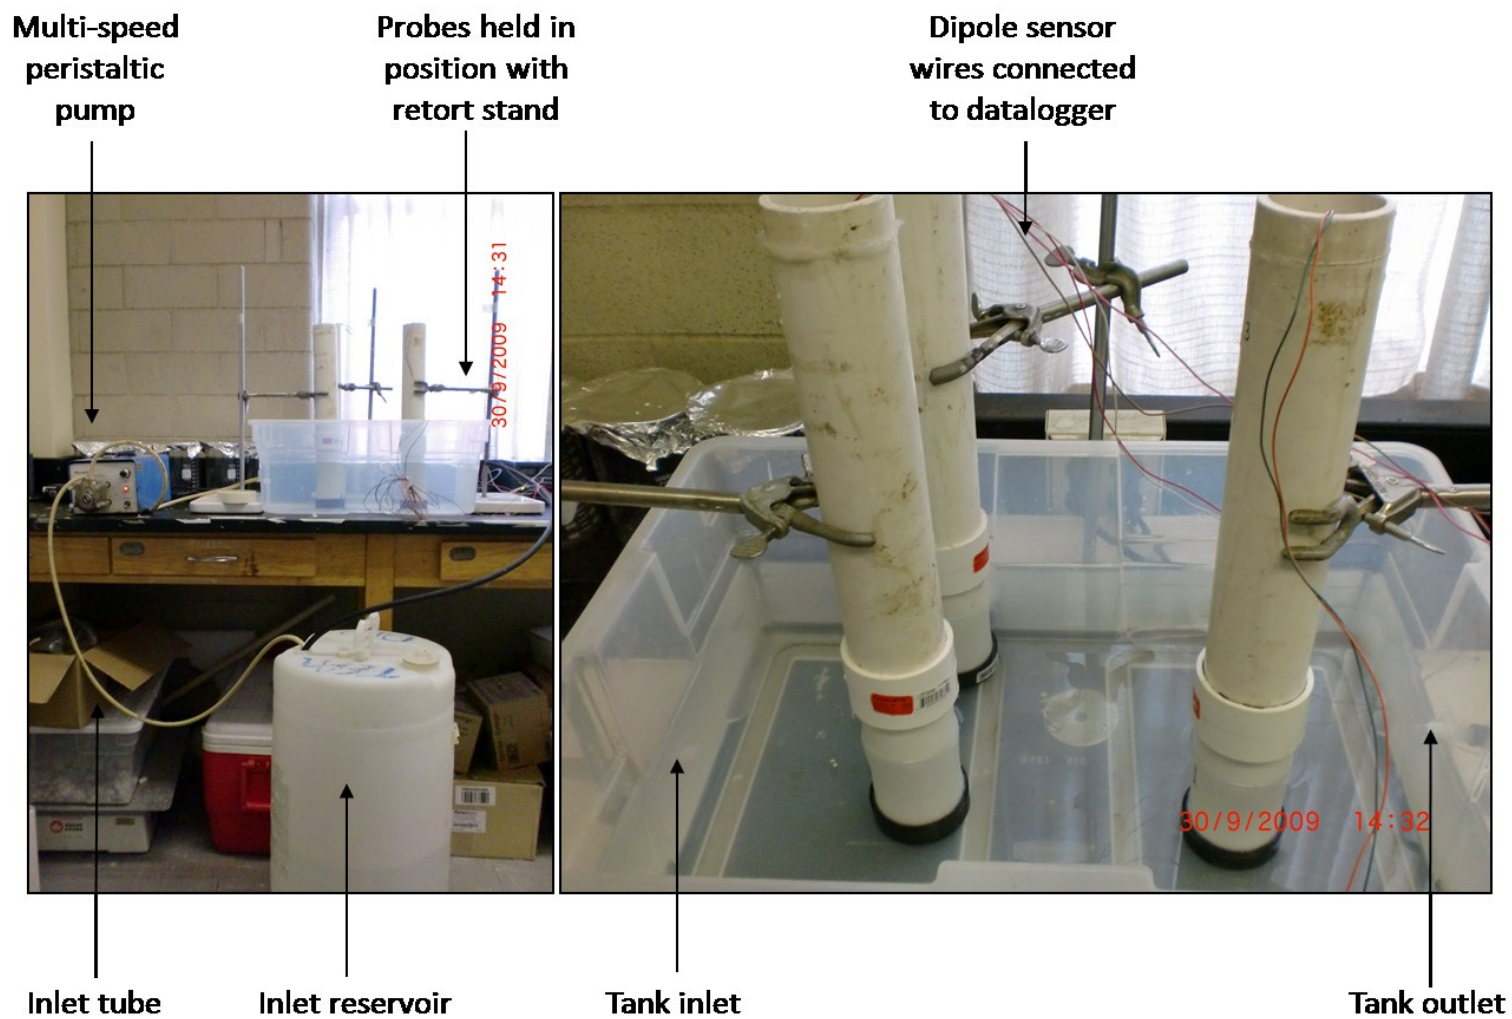 Multi-speed
peristaltic
pump
Probes held in
position with
retort stand
Dipole sensor
wires connected
to datalogger
30/9/2009 14:31
3
30/9/2009 14:32
Inlet tube
Inlet reservoir
Tank inlet
Tank outlet